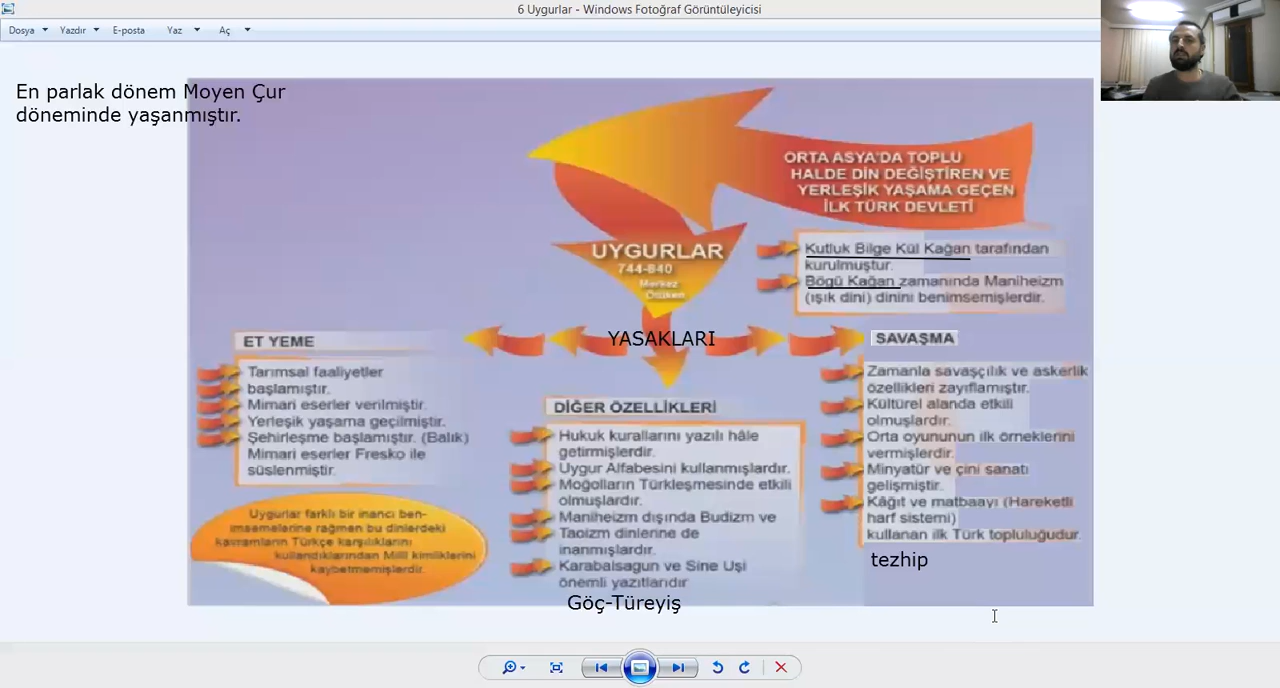 6 Uygurlar - Windows Fotoğraf Görüntüleyicisi
Dosya Yazdır E-posta Yaz Aç
En parlak dönem Moyen Çur
döneminde yaşanmıştır.
ORTA ASYA'DA TOPLU
HALDE DİN DEĞİŞTİREN VE
YERLEŞİK YAŞAMA GEÇEN
İLK TÜRK DEVLETİ
UYGURLAR
744-840
Merkez
Ötüken
Kutluk Bilge Kül Kağan tarafından
kurulmuştur.
Bögü Kağan zamanında Maniheizm
(ışık dini) dinini benimsemişlerdir.
YASAKLARI
ET YEME
Tarımsal faaliyetler
başlamıştır.
Mimari eserler verilmiştir.
Yerleşik yaşama geçilmiştir.
Şehirleşme başlamıştır. (Balık)
Mimari eserler Fresko ile
süslenmiştir.
Uygurlar farklı bir inancı ben-
imsemelerine rağmen bu dinlerdeki
kavramların Türkçe karşılıklarını
kullandıklarından Milli kimliklerini
kaybetmemişlerdir.
DİĞER ÖZELLİKLERİ
Hukuk kurallarını yazılı hâle
getirmişlerdir.
Uygur Alfabesini kullanmışlardır.
Moğolların Türkleşmesinde etkili
olmuşlardır.
Maniheizm dışında Budizm ve
Taoizm dinlerine de
inanmışlardır.
Karabalsagun ve Sine Uşi
önemli yazıtlarıdır
Göç-Türeyiş
SAVAŞMA
Zamanla savaşçılık ve askerlik
özellikleri zayıflamıştır.
Kültürel alanda etkili
olmuşlardır.
Orta oyununun ilk örneklerini
vermişlerdir.
Minyatür ve çini sanatı
gelişmiştir.
Kâğıt ve matbaayı (Hareketli
harf sistemi)
kullanan ilk Türk topluluğudur.
tezhip